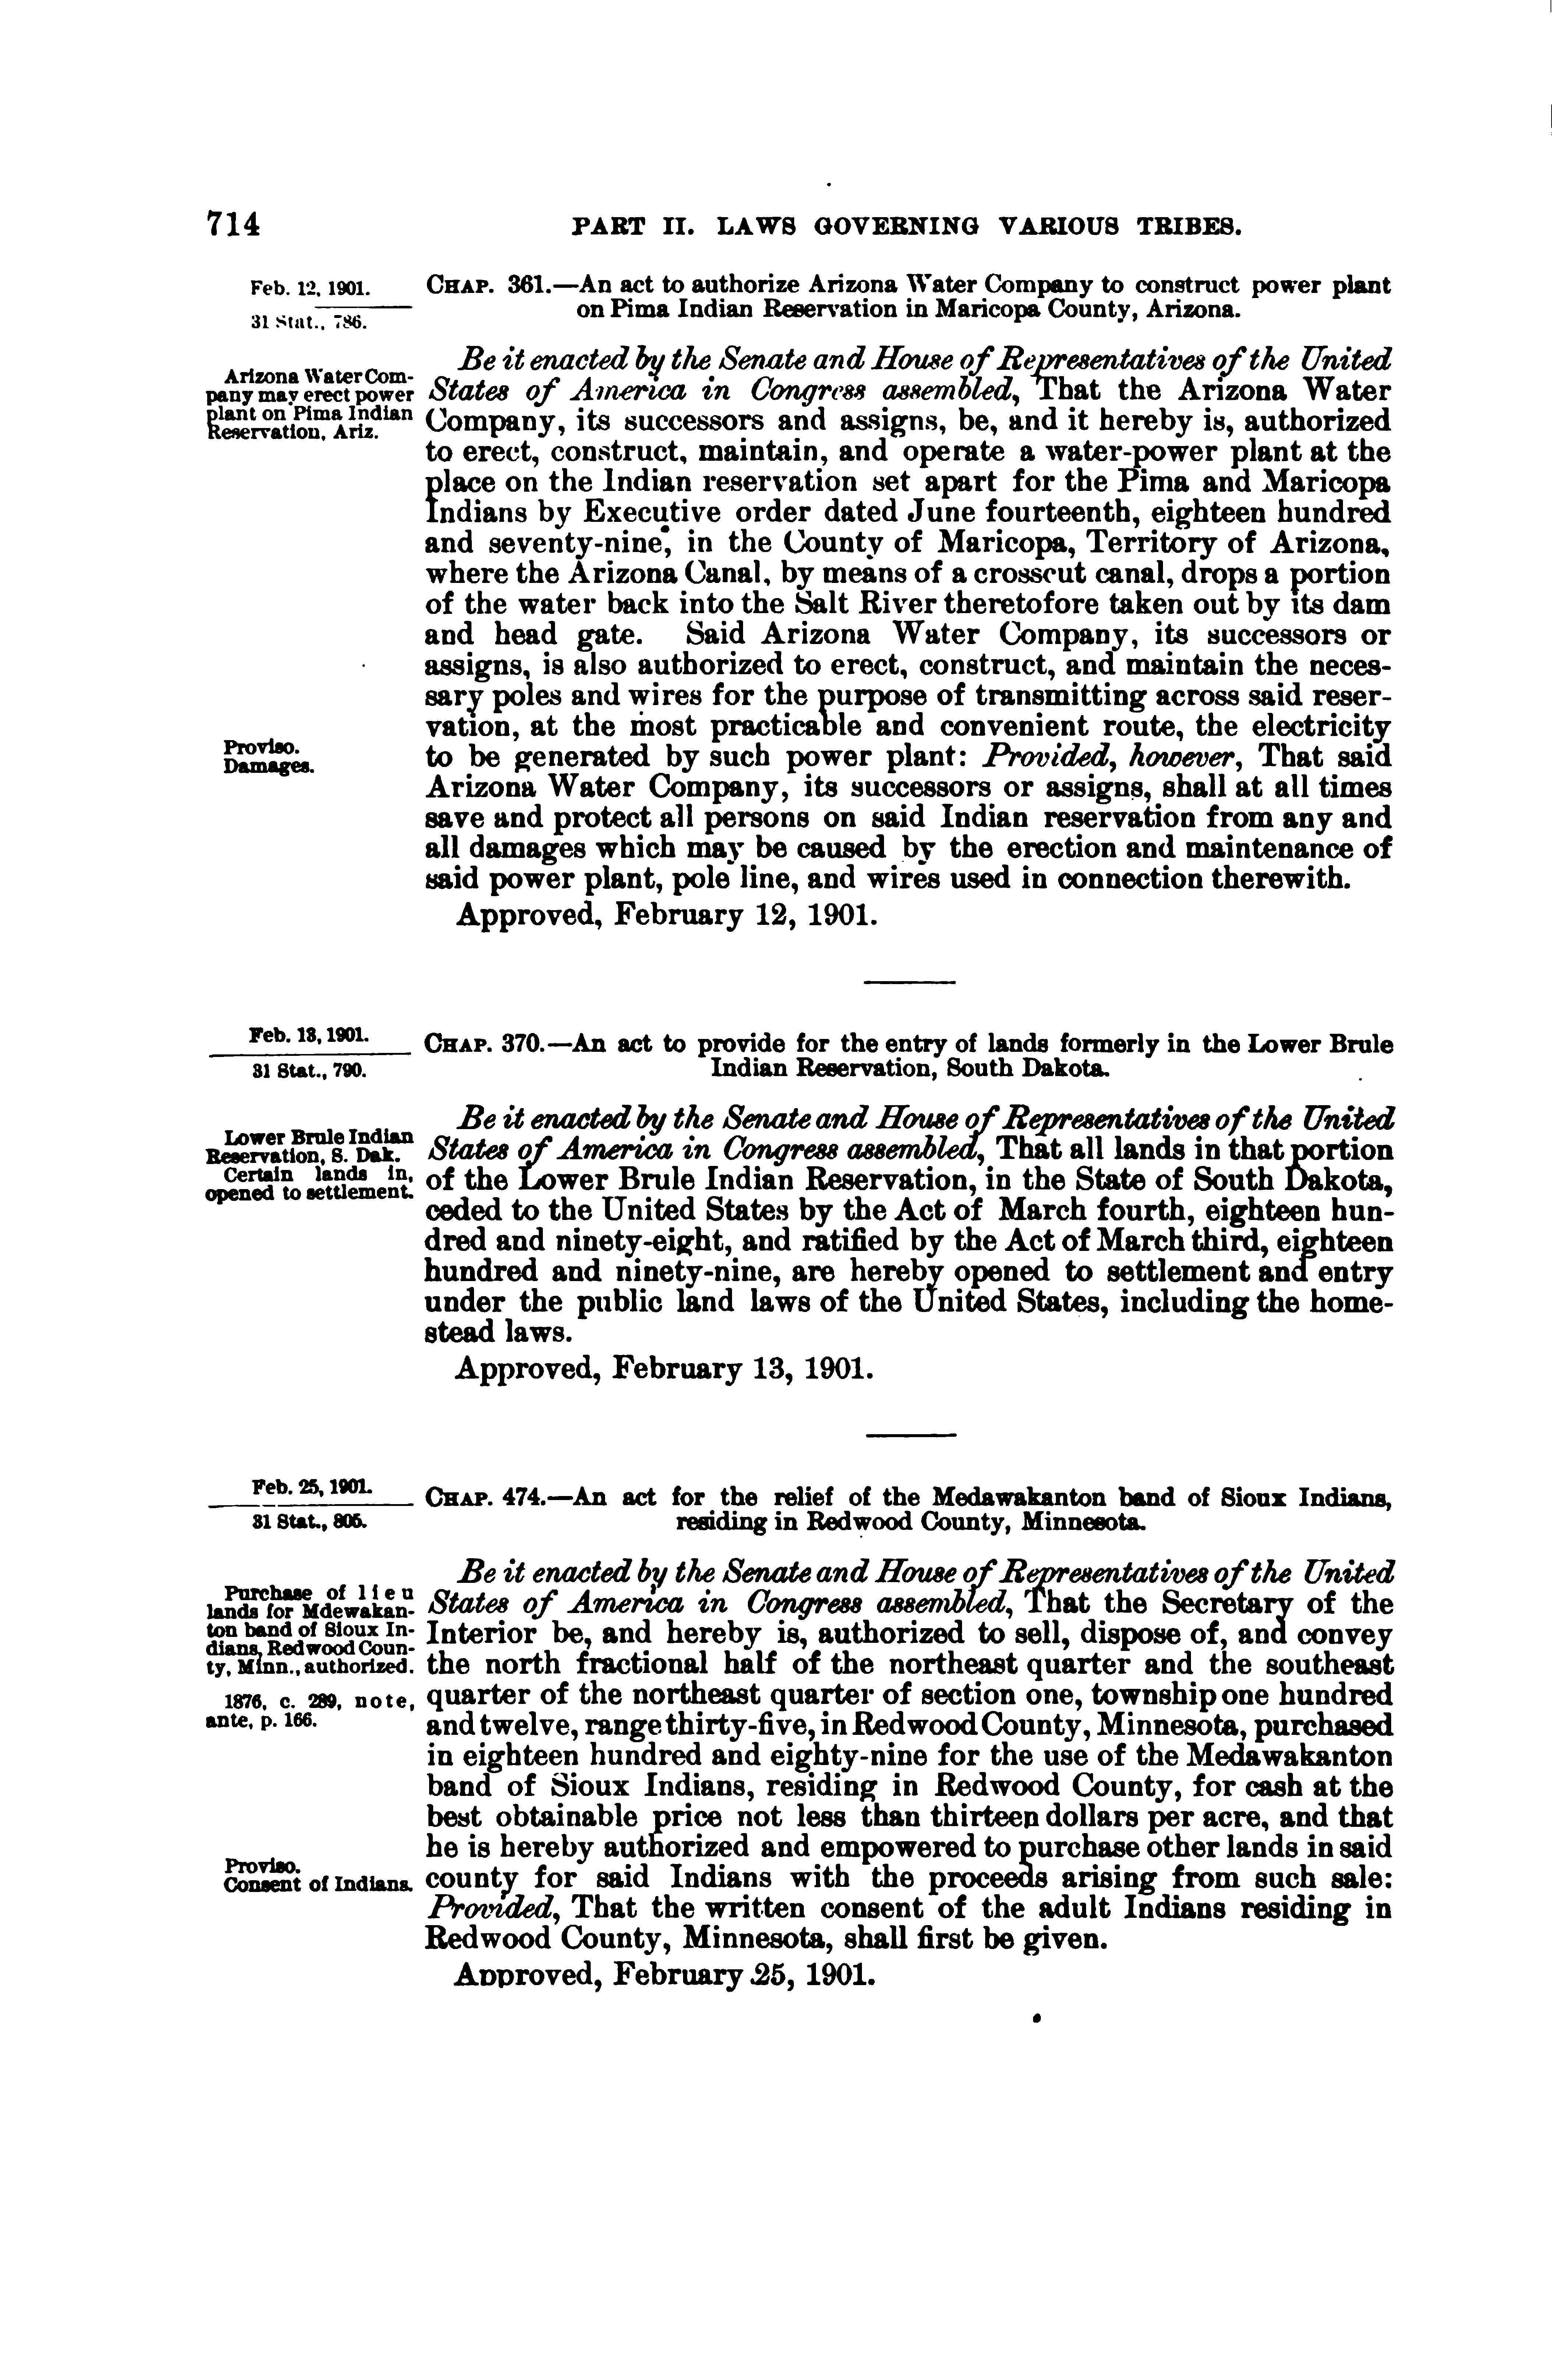 714 PART II. LAWS GOVERNING VARIOUS TRIBES.
Feb. 12, 1901.
31 Stat., 786.
CHAP. 361.—An act to authorize Arizona Water Company to construct power plant
on Pima Indian Reservation in Maricopa County, Arizona.
Arizona Water Com-
pany may erect power
plant on Pima Indian
Reservation, Ariz.
Be it enacted by the Senate and House of Representatives of the United
States of America in Congress assembled, That the Arizona Water
Company, its successors and assigns, be, and it hereby is, authorized
to erect, construct, maintain, and operate a water-power plant at the
place on the Indian reservation set apart for the Pima and Maricopa
Indians by Executive order dated June fourteenth, eighteen hundred
and seventy-nine, in the County of Maricopa, Territory of Arizona,
where the Arizona Canal, by means of a crosscut canal, drops a portion
of the water back into the Salt River theretofore taken out by its dam
and head gate. Said Arizona Water Company, its successors or
assigns, is also authorized to erect, construct, and maintain the neces-
sary poles and wires for the purpose of transmitting across said reser-
vation, at the most practicable and convenient route, the electricity
Proviso.
Damages.
to be generated by such power plant: Provided, however, That said
Arizona Water Company, its successors or assigns, shall at all times
save and protect all persons on said Indian reservation from any and
all damages which may be caused by the erection and maintenance of
said power plant, pole line, and wires used in connection therewith.
Approved, February 12, 1901.
Feb. 13, 1901.
31 Stat., 790.
CHAP. 370.—An act to provide for the entry of lands formerly in the Lower Brule
Indian Reservation, South Dakota.
Lower Brule Indian
Reservation, S. Dak.
Certain lands in,
opened to settlement.
Be it enacted by the Senate and House of Representatives of the United
States of America in Congress assembled, That all lands in that portion
of the Lower Brule Indian Reservation, in the State of South Dakota,
ceded to the United States by the Act of March fourth, eighteen hun-
dred and ninety-eight, and ratified by the Act of March third, eighteen
hundred and ninety-nine, are hereby opened to settlement and entry
under the public land laws of the United States, including the home-
stead laws.
Approved, February 13, 1901.
Feb. 25, 1901.
31 Stat., 805.
CHAP. 474.—An act for the relief of the Medawakanton band of Sioux Indians,
residing in Redwood County, Minnesota.
Purchase of lieu
lands for Mdewakan-
ton band of Sioux In-
dians, Redwood Coun-
ty, Minn., authorized.
1876, c. 289, note,
ante, p. 166.
Be it enacted by the Senate and House of Representatives of the United
States of America in Congress assembled, That the Secretary of the
Interior be, and hereby is, authorized to sell, dispose of, and convey
the north fractional half of the northeast quarter and the southeast
quarter of the northeast quarter of section one, township one hundred
and twelve, range thirty-five, in Redwood County, Minnesota, purchased
in eighteen hundred and eighty-nine for the use of the Medawakanton
band of Sioux Indians, residing in Redwood County, for cash at the
best obtainable price not less than thirteen dollars per acre, and that
he is hereby authorized and empowered to purchase other lands in said
Proviso.
Consent of Indians.
county for said Indians with the proceeds arising from such sale:
Provided, That the written consent of the adult Indians residing in
Redwood County, Minnesota, shall first be given.
Approved, February 25, 1901.